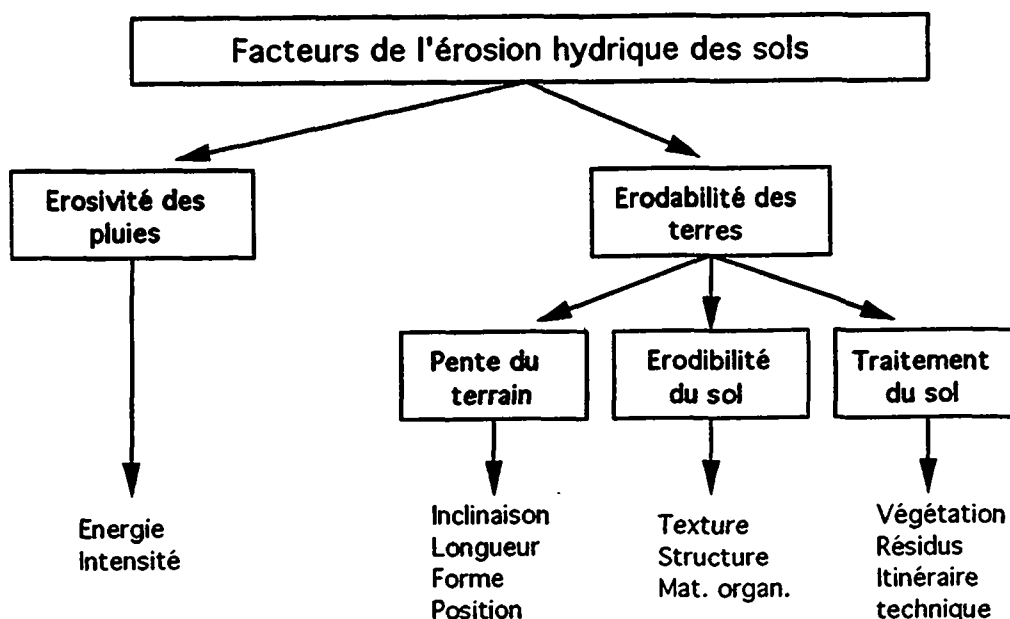 Facteurs de l'érosion hydrique des sols
Erosivité des
pluies
Erodabilité des
terres
Pente du
terrain
Erodibilité
du sol
Traitement
du sol
Energie
Intensité
Inclinaison
Longueur
Forme
Position
Texture
Structure
Mat. organ.
Végétation
Résidus
Itinéraire
technique